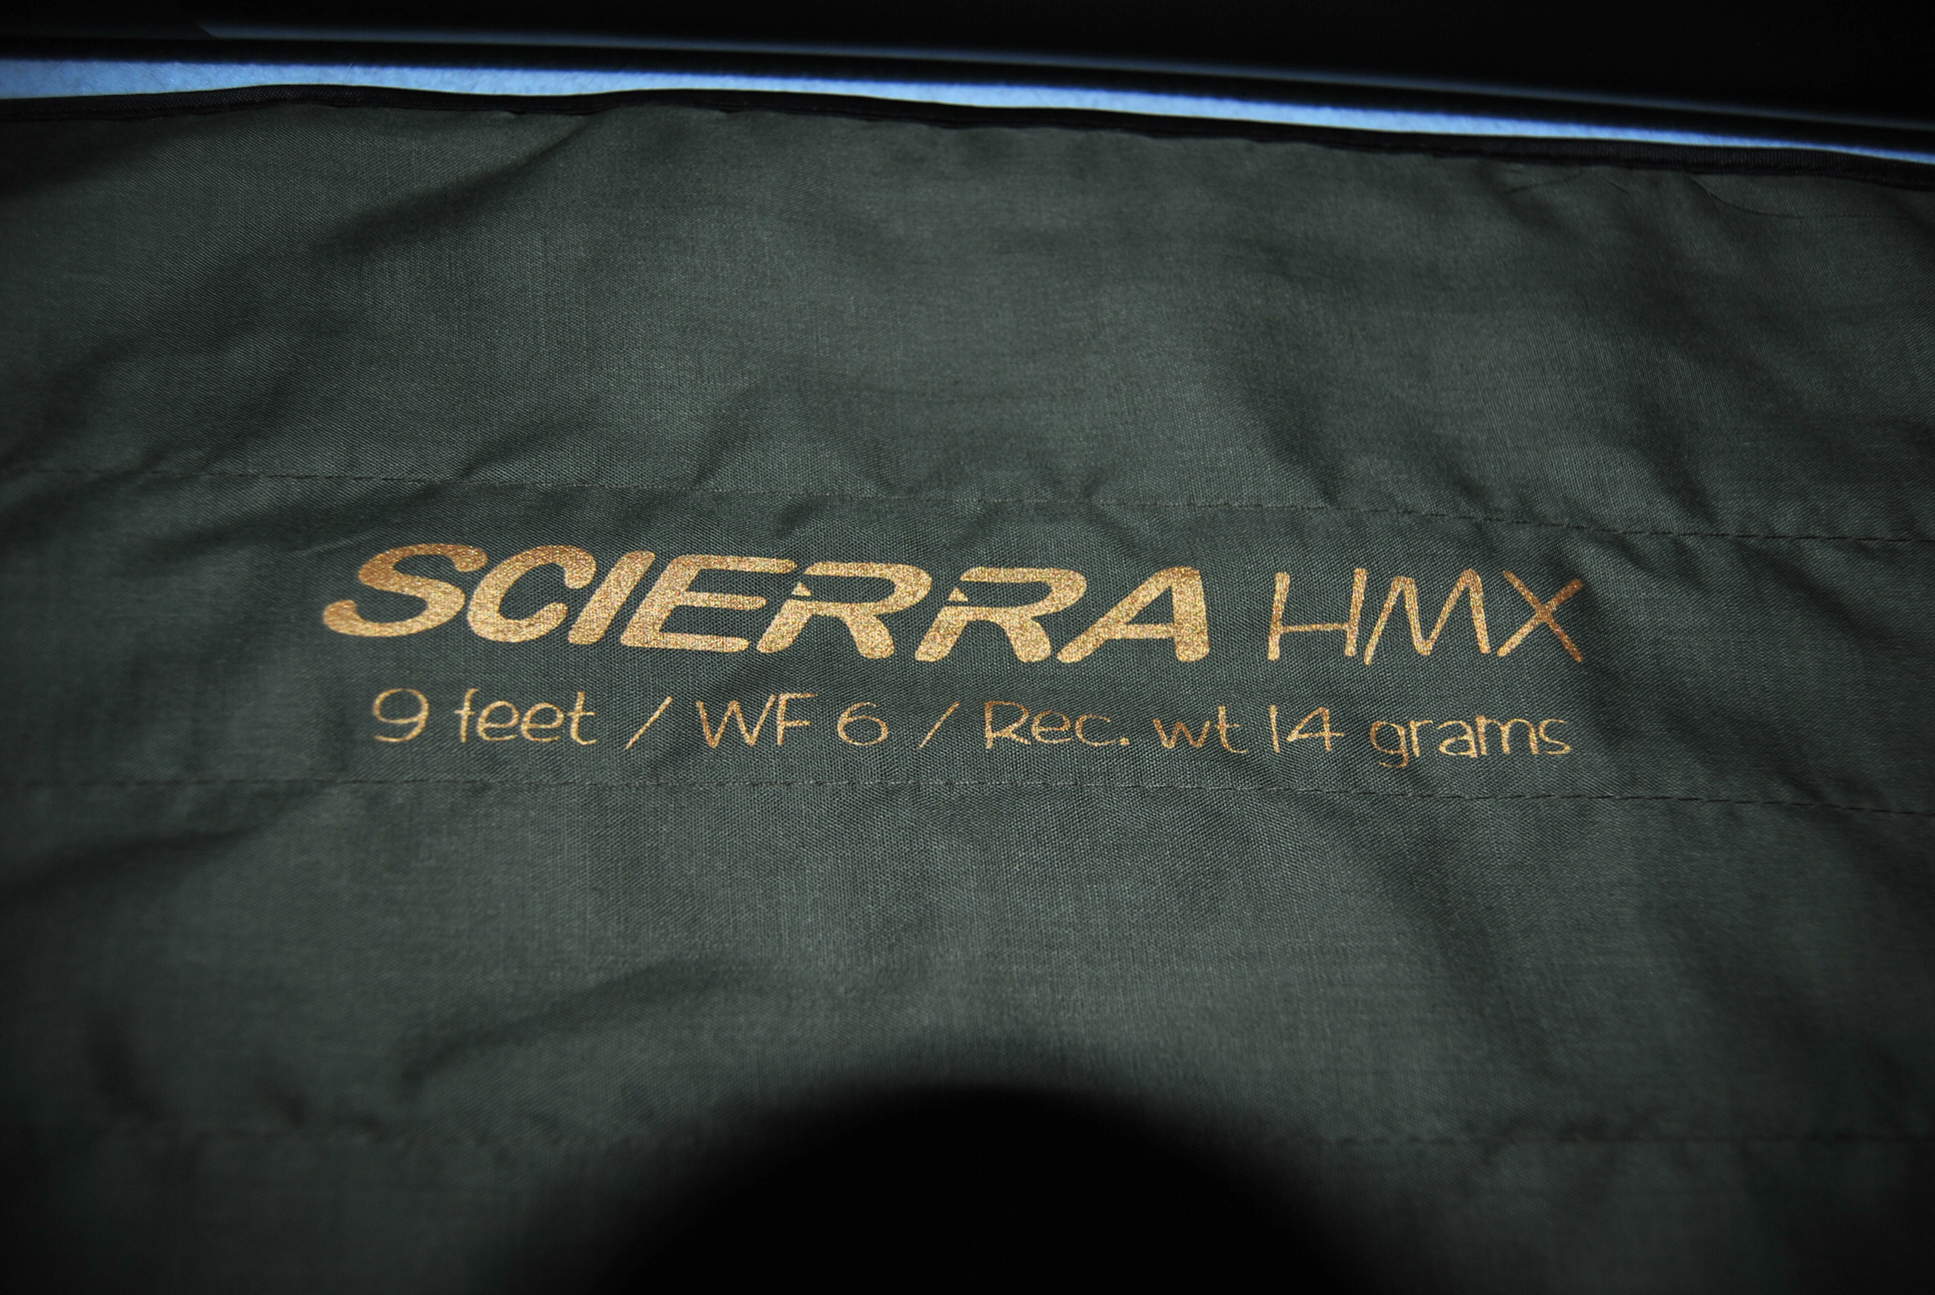 SCIERRA HMX
9 feet / WF 6 / Rec. wt 14 grams